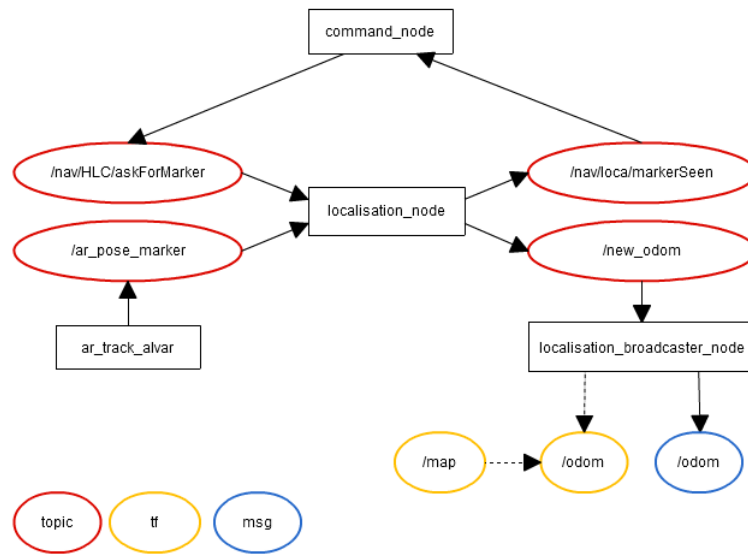 command_node
/nav/HLC/askForMarker
/nav/loca/markerSeen
localisation_node
/ar_pose_marker
/new_odom
ar_track_alvar
localisation_broadcaster_node
/map
/odom
/odom
topic
tf
msg